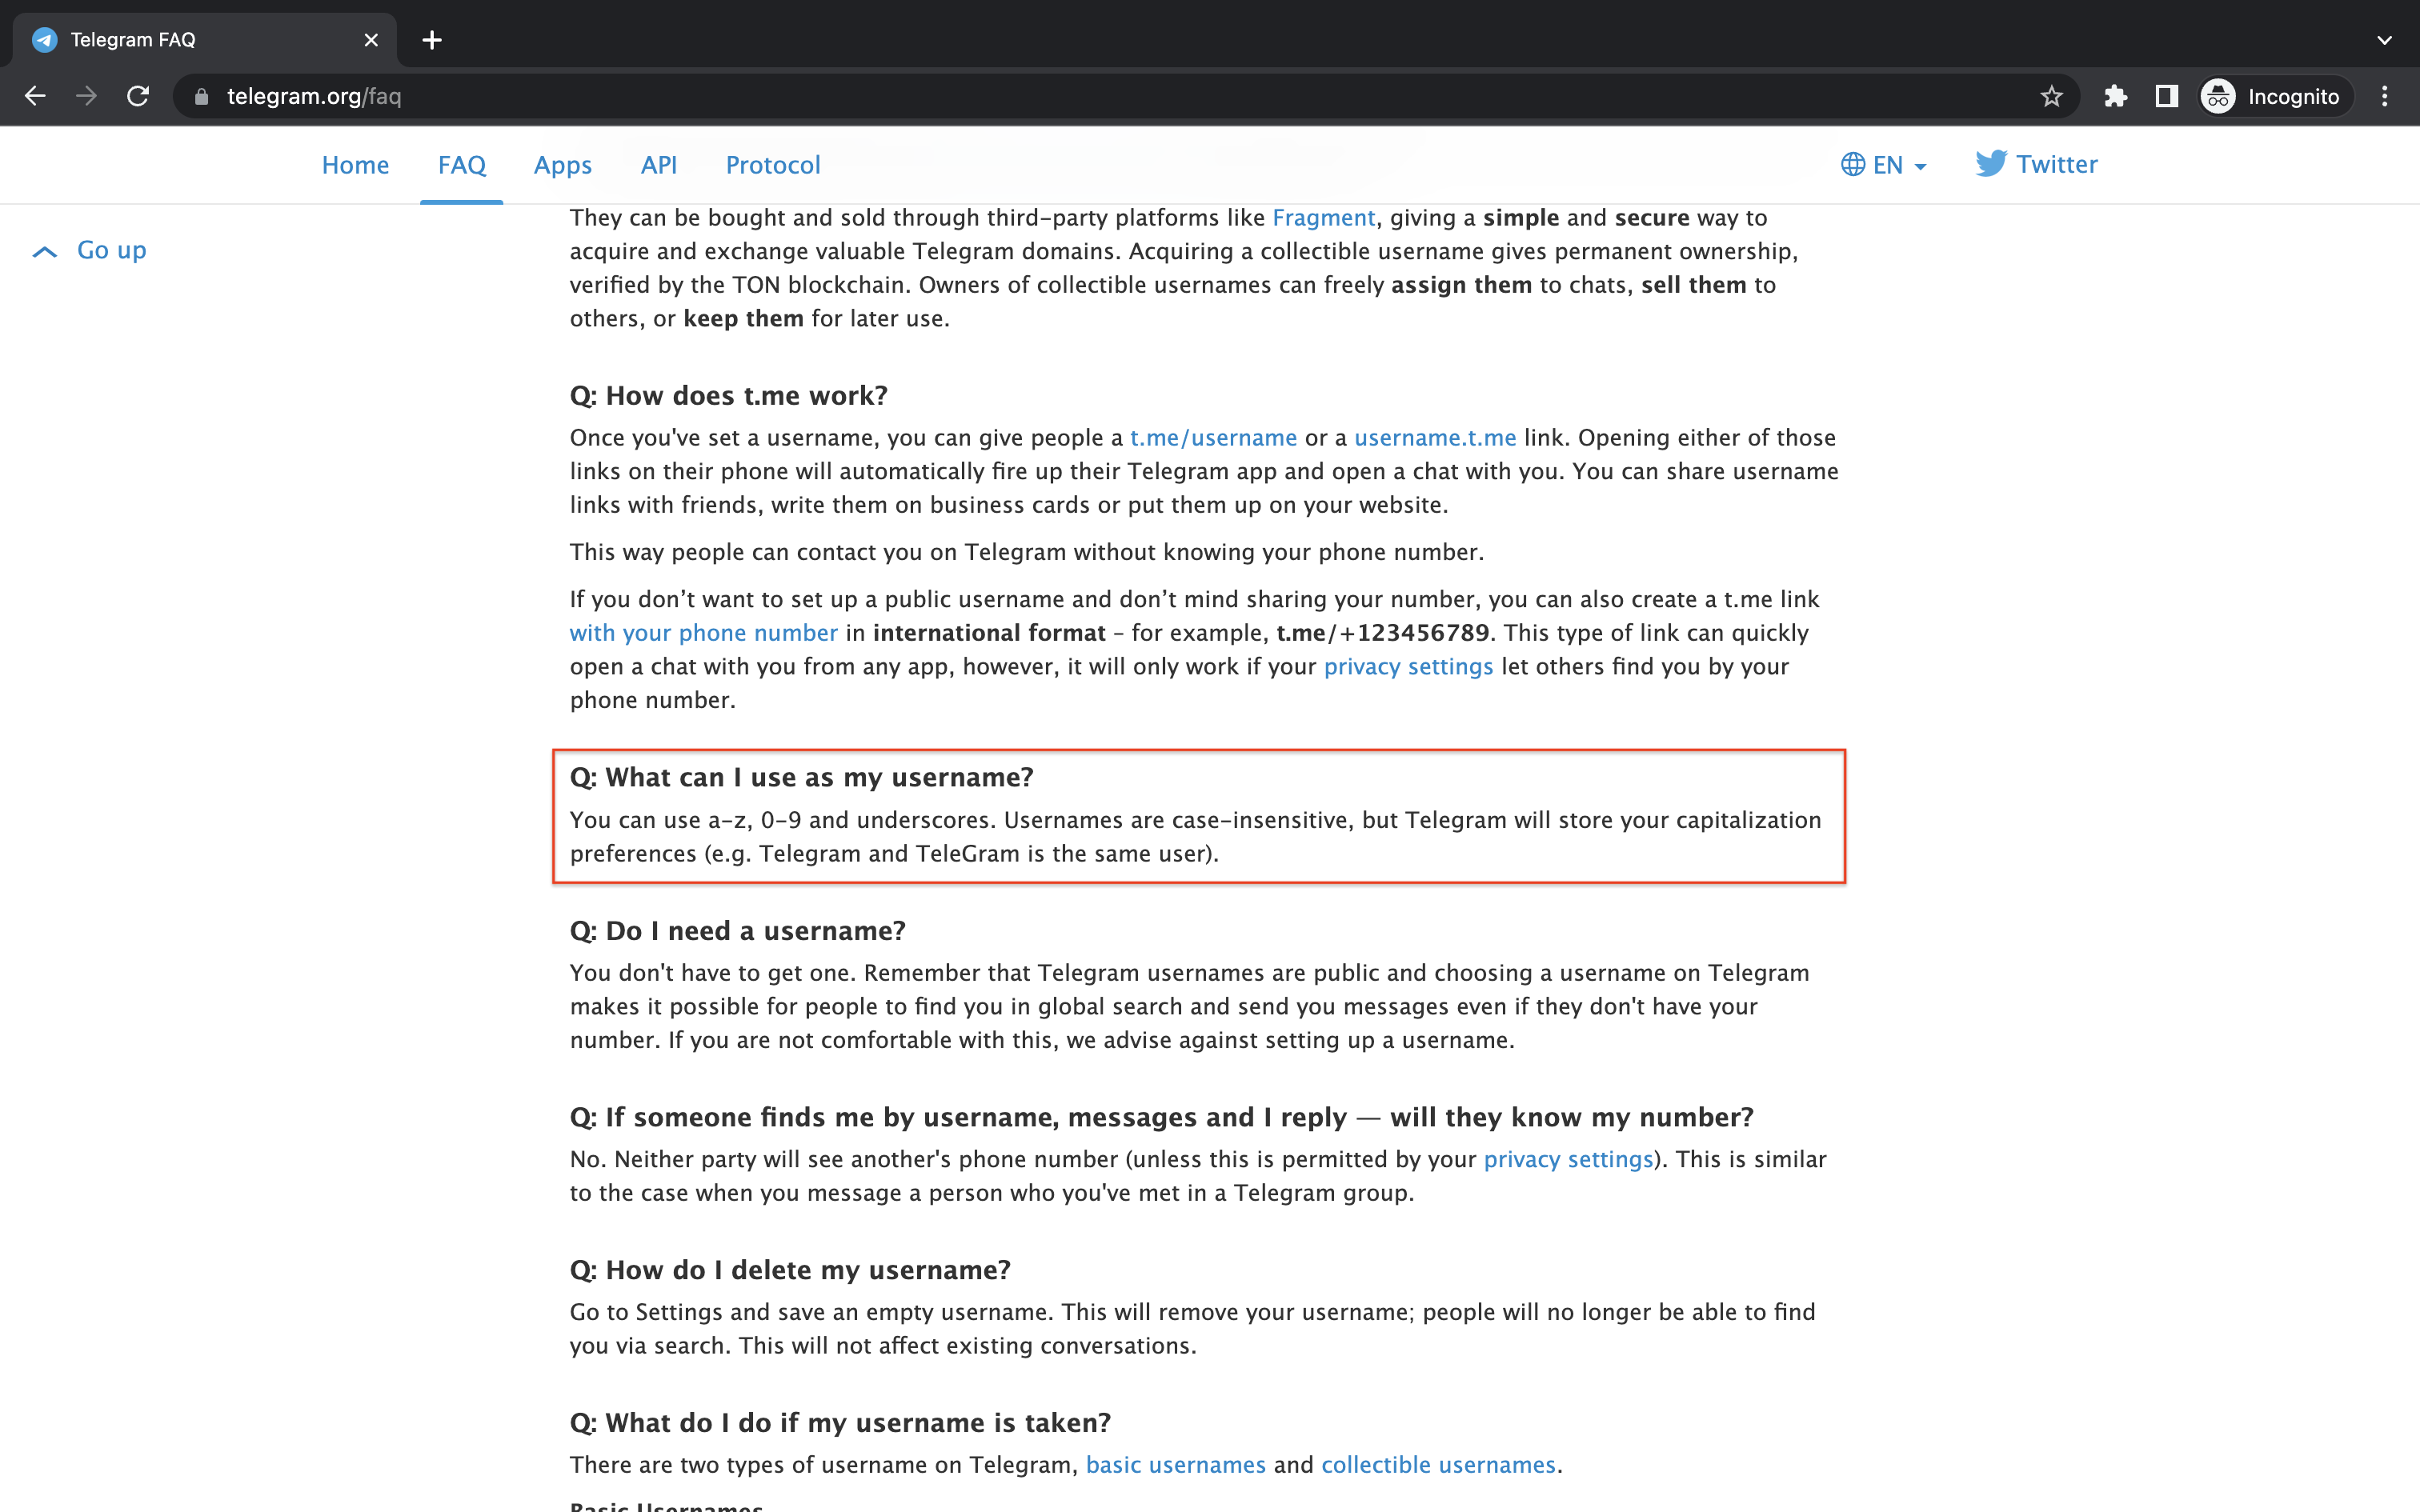 Telegram FAQ
telegram.org/faq
Incognito
Home FAQ Apps API Protocol EN Twitter
Go up
They can be bought and sold through third-party platforms like Fragment, giving a simple and secure way to
acquire and exchange valuable Telegram domains. Acquiring a collectible username gives permanent ownership,
verified by the TON blockchain. Owners of collectible usernames can freely assign them to chats, sell them to
others, or keep them for later use.
Q: How does t.me work?
Once you've set a username, you can give people a t.me/username or a username.t.me link. Opening either of those
links on their phone will automatically fire up their Telegram app and open a chat with you. You can share username
links with friends, write them on business cards or put them up on your website.
This way people can contact you on Telegram without knowing your phone number.
If you don’t want to set up a public username and don’t mind sharing your number, you can also create a t.me link
with your phone number in international format – for example, t.me/+123456789. This type of link can quickly
open a chat with you from any app, however, it will only work if your privacy settings let others find you by your
phone number.
Q: What can I use as my username?
You can use a-z, 0-9 and underscores. Usernames are case-insensitive, but Telegram will store your capitalization
preferences (e.g. Telegram and TeleGram is the same user).
Q: Do I need a username?
You don't have to get one. Remember that Telegram usernames are public and choosing a username on Telegram
makes it possible for people to find you in global search and send you messages even if they don't have your
number. If you are not comfortable with this, we advise against setting up a username.
Q: If someone finds me by username, messages and I reply — will they know my number?
No. Neither party will see another's phone number (unless this is permitted by your privacy settings). This is similar
to the case when you message a person who you've met in a Telegram group.
Q: How do I delete my username?
Go to Settings and save an empty username. This will remove your username; people will no longer be able to find
you via search. This will not affect existing conversations.
Q: What do I do if my username is taken?
There are two types of username on Telegram, basic usernames and collectible usernames.
Basic Usernames